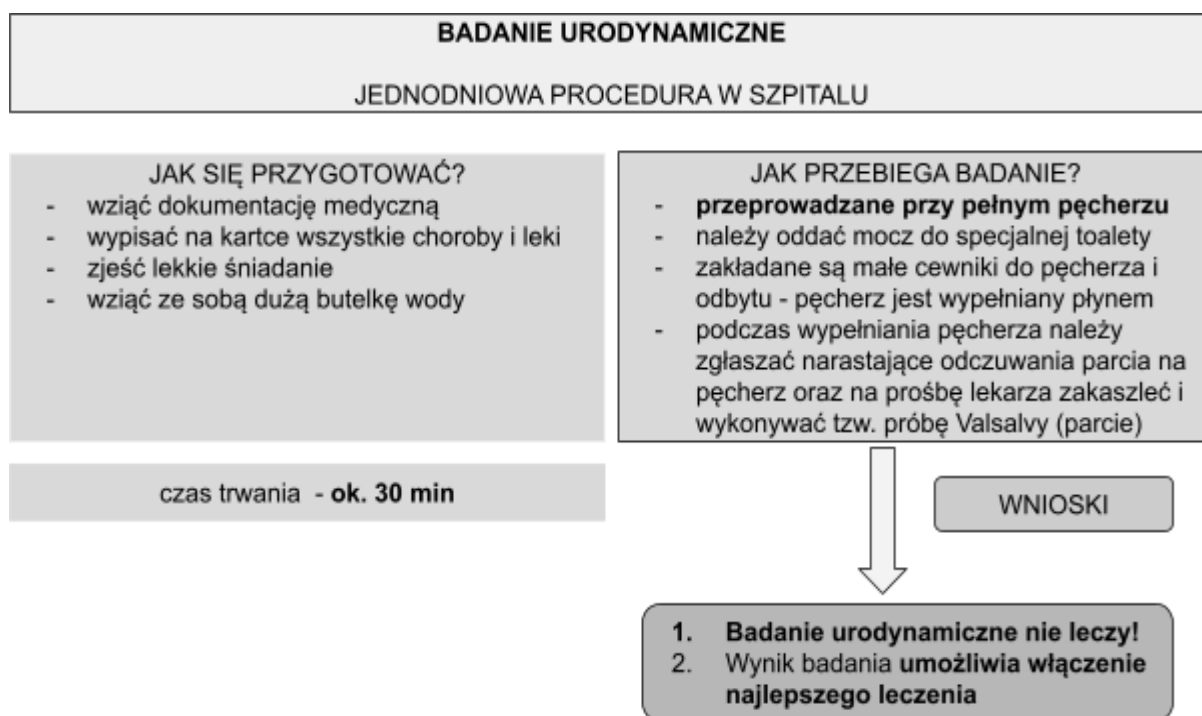 BADANIE URODYNAMICZNE
JEDNODNIOWA PROCEDURA W SZPITALU
JAK SIĘ PRZYGOTOWAĆ?
- wziąć dokumentację medyczną
- wypisać na kartce wszystkie choroby i leki
- zjeść lekkie śniadanie
- wziąć ze sobą dużą butelkę wody
czas trwania - ok. 30 min
JAK PRZEBIEGA BADANIE?
- przeprowadzane przy pełnym pęcherzu
- należy oddać mocz do specjalnej toalety
- zakładane są małe cewniki do pęcherza i
odbytu - pęcherz jest wypełniany płynem
- podczas wypełniania pęcherza należy
zgłaszać narastające odczuwania parcia na
pęcherz oraz na prośbę lekarza zakaszleć i
wykonywać tzw. próbę Valsalvy (parcie)
WNIOSKI
1. Badanie urodynamiczne nie leczy!
2. Wynik badania umożliwia włączenie
najlepszego leczenia